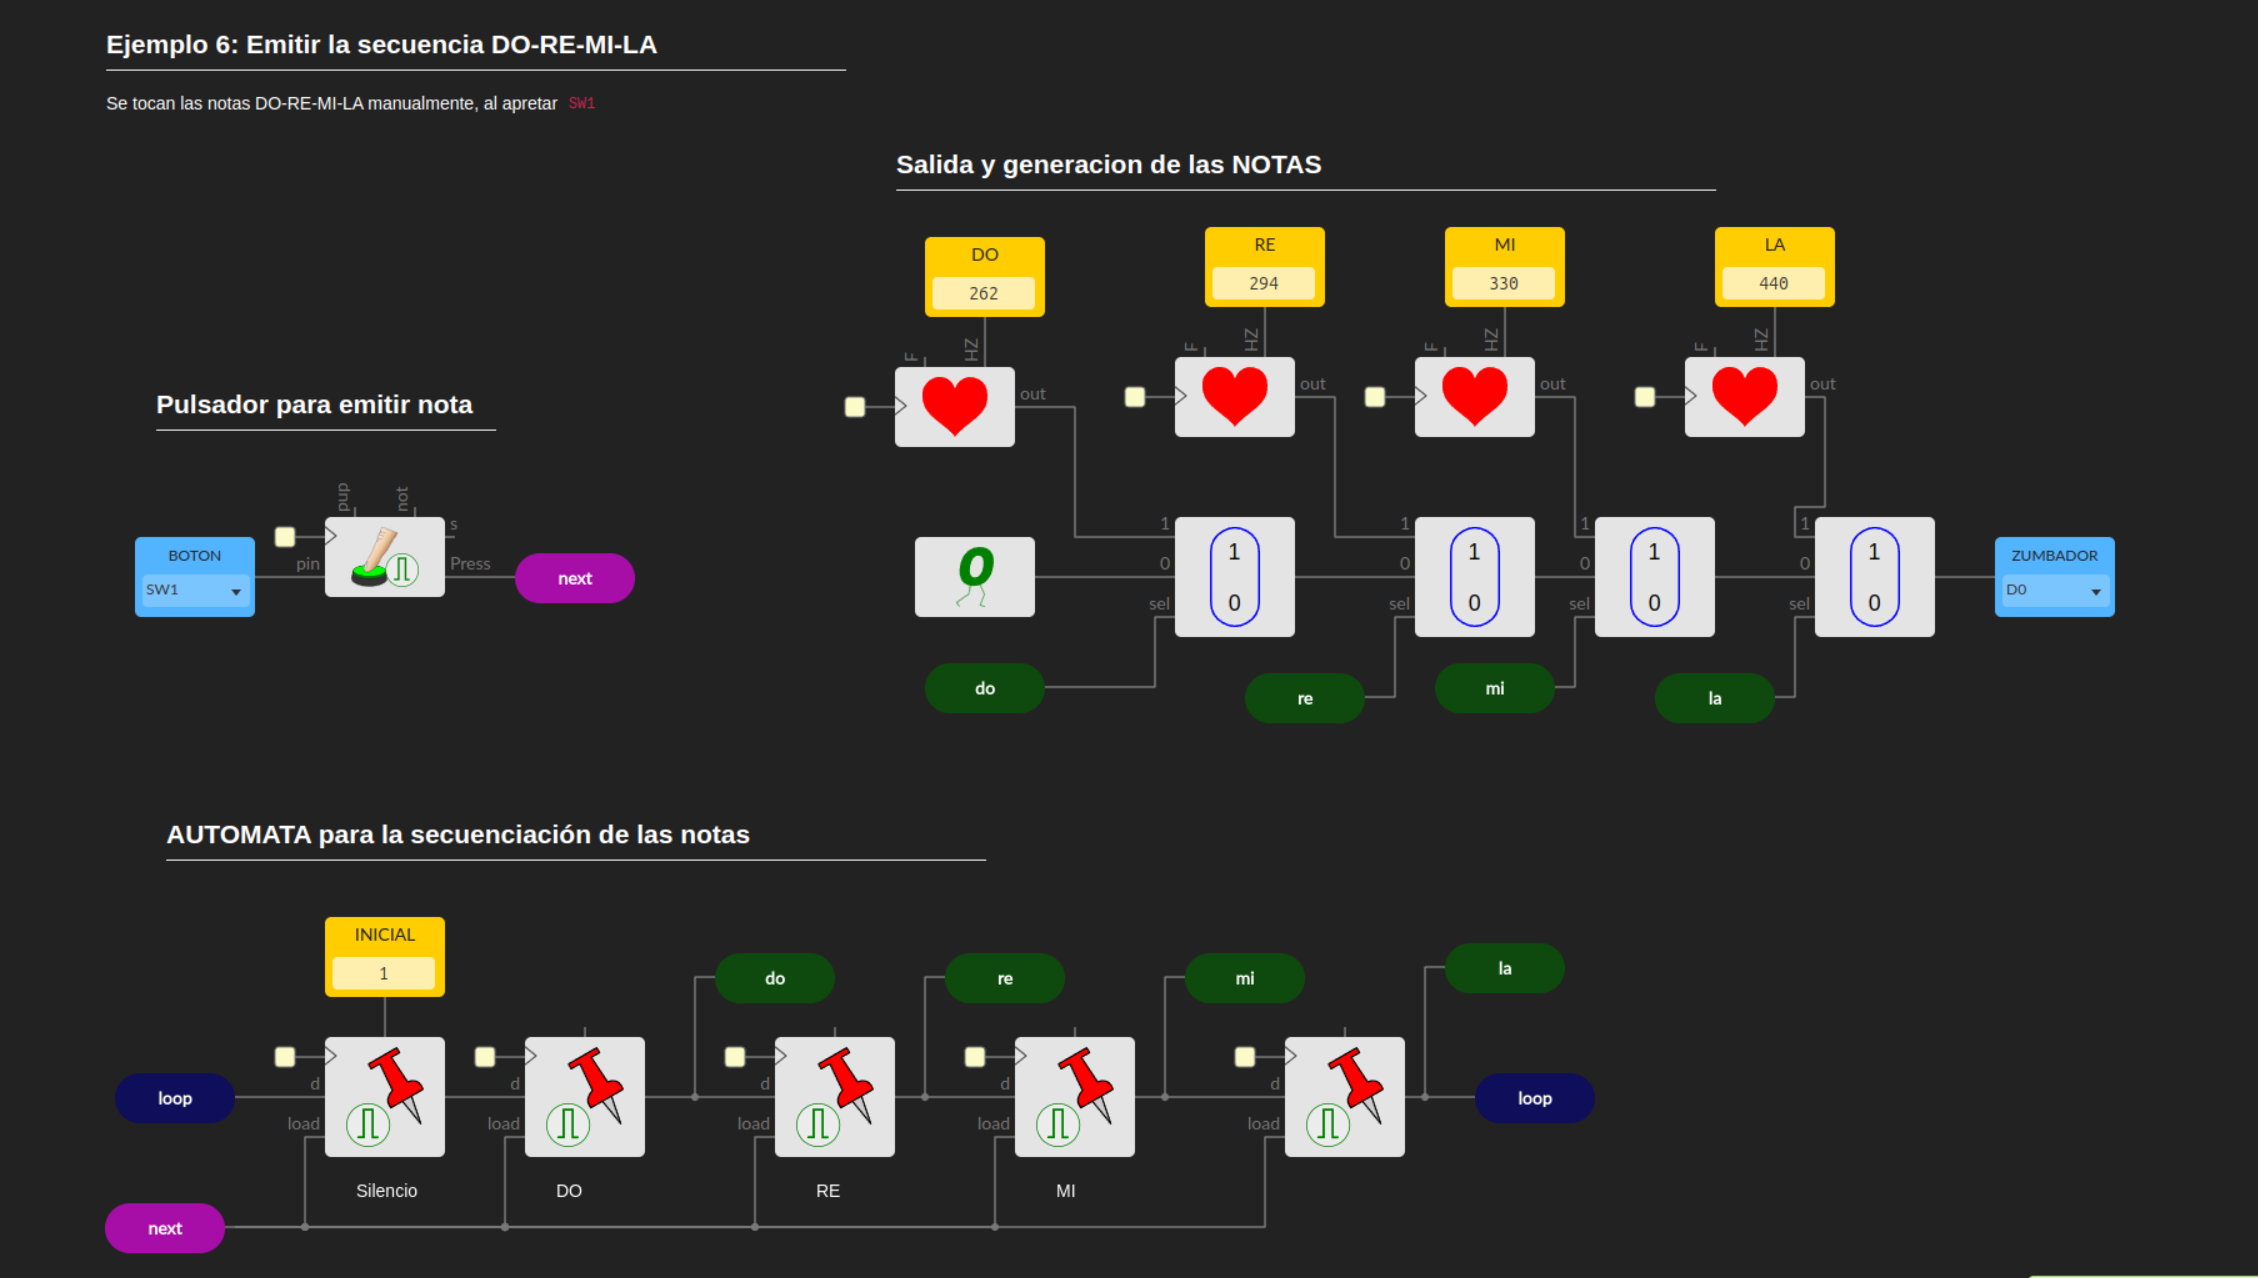 Ejemplo 6: Emitir la secuencia DO-RE-MI-LA
Se tocan las notas DO-RE-MI-LA manualmente, al apretar SW1
Salida y generacion de las NOTAS
DO
262
RE
294
MI
330
LA
440
F
HZ
F
HZ
F
HZ
F
HZ
out
out
out
out
Pulsador para emitir nota
pup
not
s
BOTON
SW1
pin
Press
next
0
1
0
sel
1
0
1
0
sel
1
0
1
0
sel
1
0
1
0
sel
1
0
ZUMBADOR
D0
do
re
mi
la
AUTOMATA para la secuenciación de las notas
INICIAL
1
do
re
mi
la
loop
d
d
d
d
d
loop
load
load
load
load
load
Silencio
DO
RE
MI
next